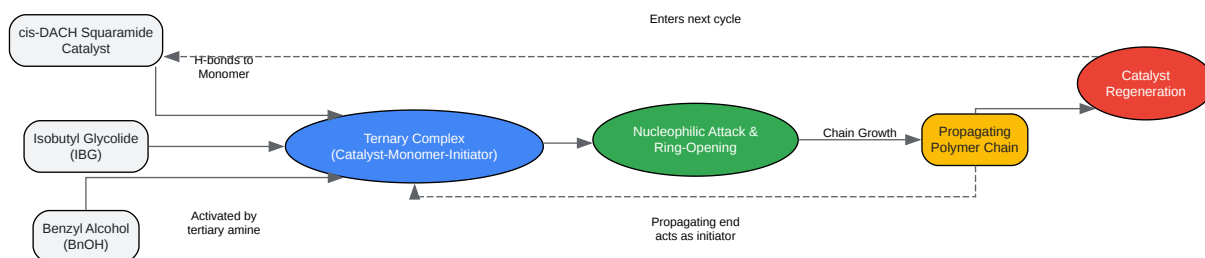 Enters next cycle
cis-DACH Squaramide
Catalyst
H-bonds to
Monomer
Catalyst
Regeneration
Isobutyl Glycolide
(IBG)
Ternary Complex
(Catalyst-Monomer-Initiator)
Nucleophilic Attack &
Ring-Opening
Chain Growth
Propagating
Polymer Chain
Benzyl Alcohol
(BnOH)
Activated by
tertiary amine
Propagating end
acts as initiator